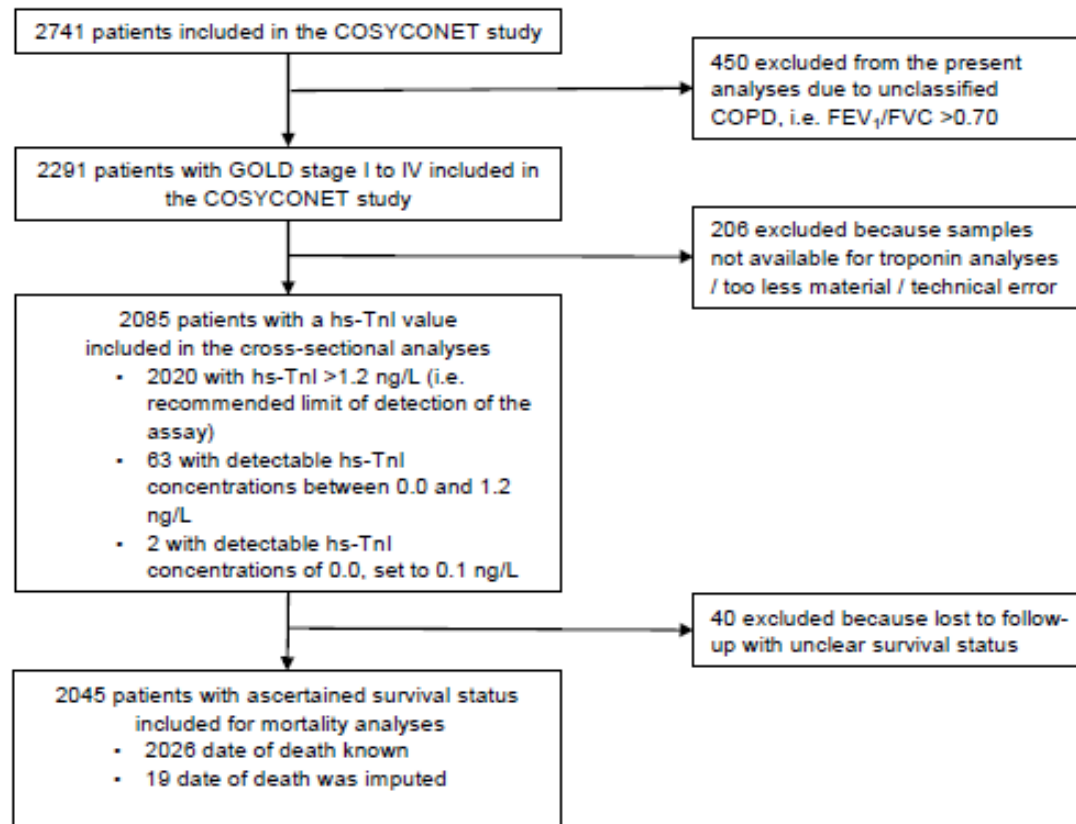 2741 patients included in the COSYCONET study
450 excluded from the present
analyses due to unclassified
COPD, i.e. FEV₁/FVC >0.70
2291 patients with GOLD stage I to IV included in
the COSYCONET study
206 excluded because samples
not available for troponin analyses
/ too less material / technical error
2085 patients with a hs-TnI value
included in the cross-sectional analyses
• 2020 with hs-TnI >1.2 ng/L (i.e.
recommended limit of detection of the
assay)
• 63 with detectable hs-TnI
concentrations between 0.0 and 1.2
ng/L
• 2 with detectable hs-TnI
concentrations of 0.0, set to 0.1 ng/L
40 excluded because lost to follow-
up with unclear survival status
2045 patients with ascertained survival status
included for mortality analyses
• 2026 date of death known
• 19 date of death was imputed